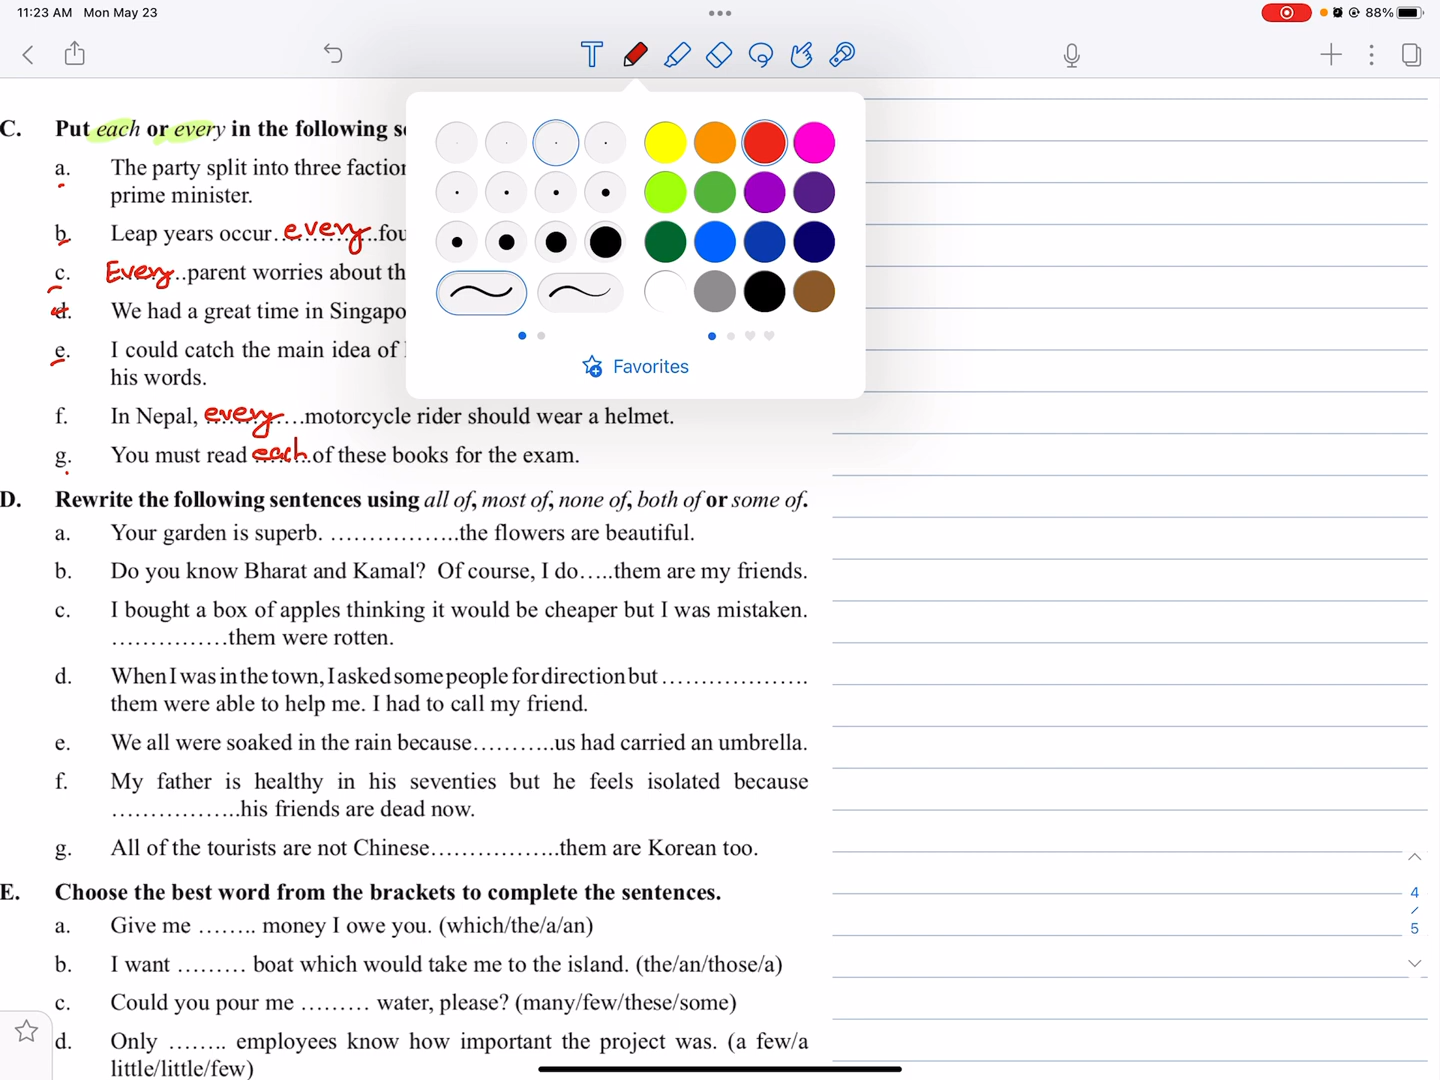 11:23 AM Mon May 23
88%
C. Put each or every in the following s
a. The party split into three faction
prime minister.
b. Leap years occur every fou
c. Every parent worries about th
d. We had a great time in Singapo
e. I could catch the main idea of
his words.
f. In Nepal, every motorcycle rider should wear a helmet.
g. You must read each of these books for the exam.
Favorites
D. Rewrite the following sentences using all of, most of, none of, both of or some of.
a. Your garden is superb. ……………..the flowers are beautiful.
b. Do you know Bharat and Kamal? Of course, I do…..them are my friends.
c. I bought a box of apples thinking it would be cheaper but I was mistaken.
……………them were rotten.
d. When I was in the town, I asked some people for direction but ……………….
them were able to help me. I had to call my friend.
e. We all were soaked in the rain because………..us had carried an umbrella.
f. My father is healthy in his seventies but he feels isolated because
……………..his friends are dead now.
g. All of the tourists are not Chinese……………..them are Korean too.
E. Choose the best word from the brackets to complete the sentences.
a. Give me …….. money I owe you. (which/the/a/an)
b. I want ……… boat which would take me to the island. (the/an/those/a)
c. Could you pour me ……… water, please? (many/few/these/some)
d. Only …….. employees know how important the project was. (a few/a
little/little/few)
4
/
5